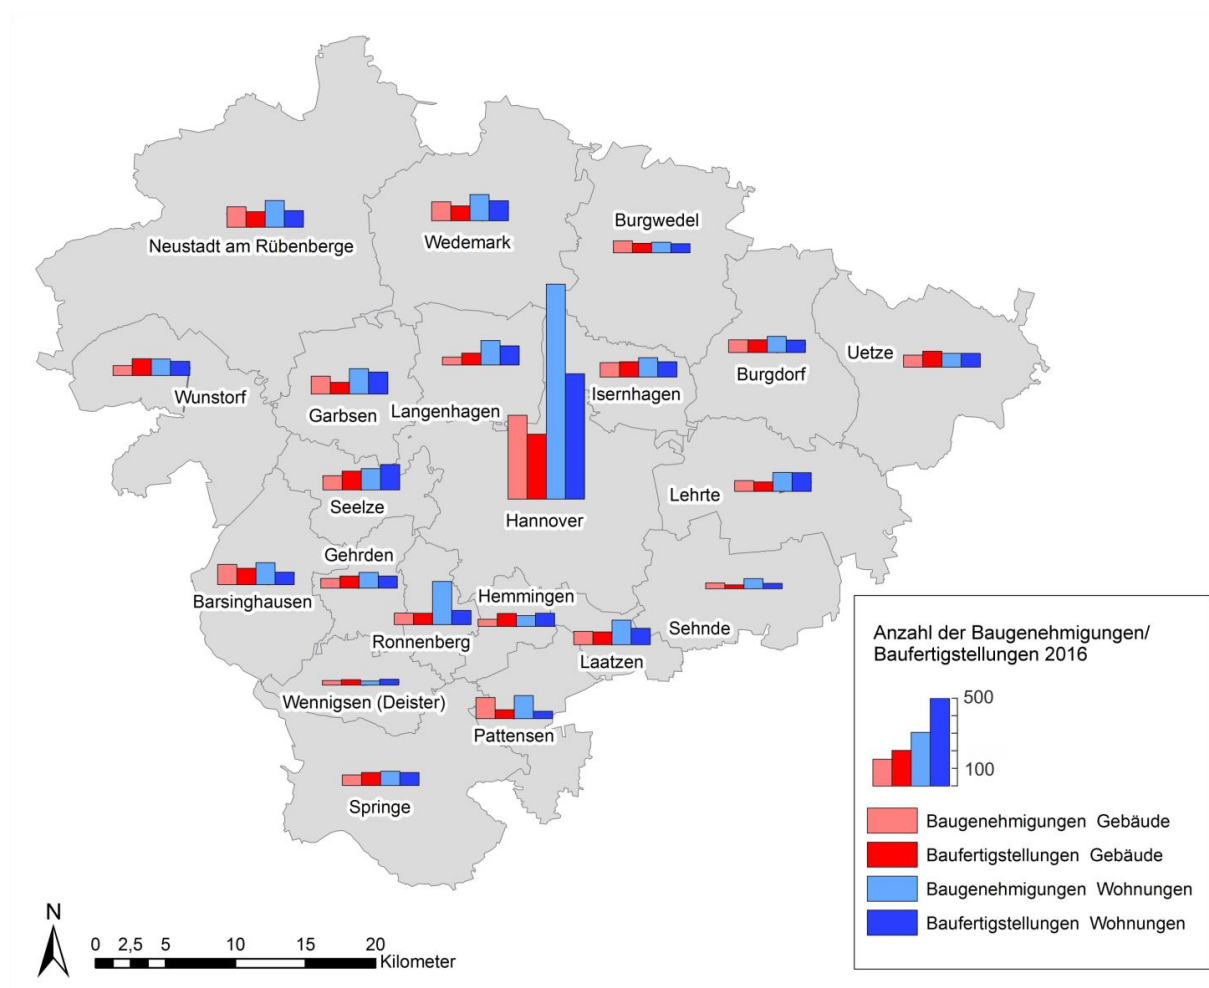 Burgwedel
Neustadt am Rübenberge
Wedemark
Uetze
Burgdorf
Isernhagen
Wunstorf
Garbsen
Langenhagen
Lehrte
Seelze
Hannover
Gehrden
Barsinghausen
Hemmingen
Ronnenberg
Sehnde
Laatzen
Wennigsen (Deister)
Pattensen
Springe
Anzahl der Baugenehmigungen/
Baufertigstellungen 2016
500
100
Baugenehmigungen Gebäude
Baufertigstellungen Gebäude
Baugenehmigungen Wohnungen
Baufertigstellungen Wohnungen
N
0 2,5 5 10 15 20
Kilometer